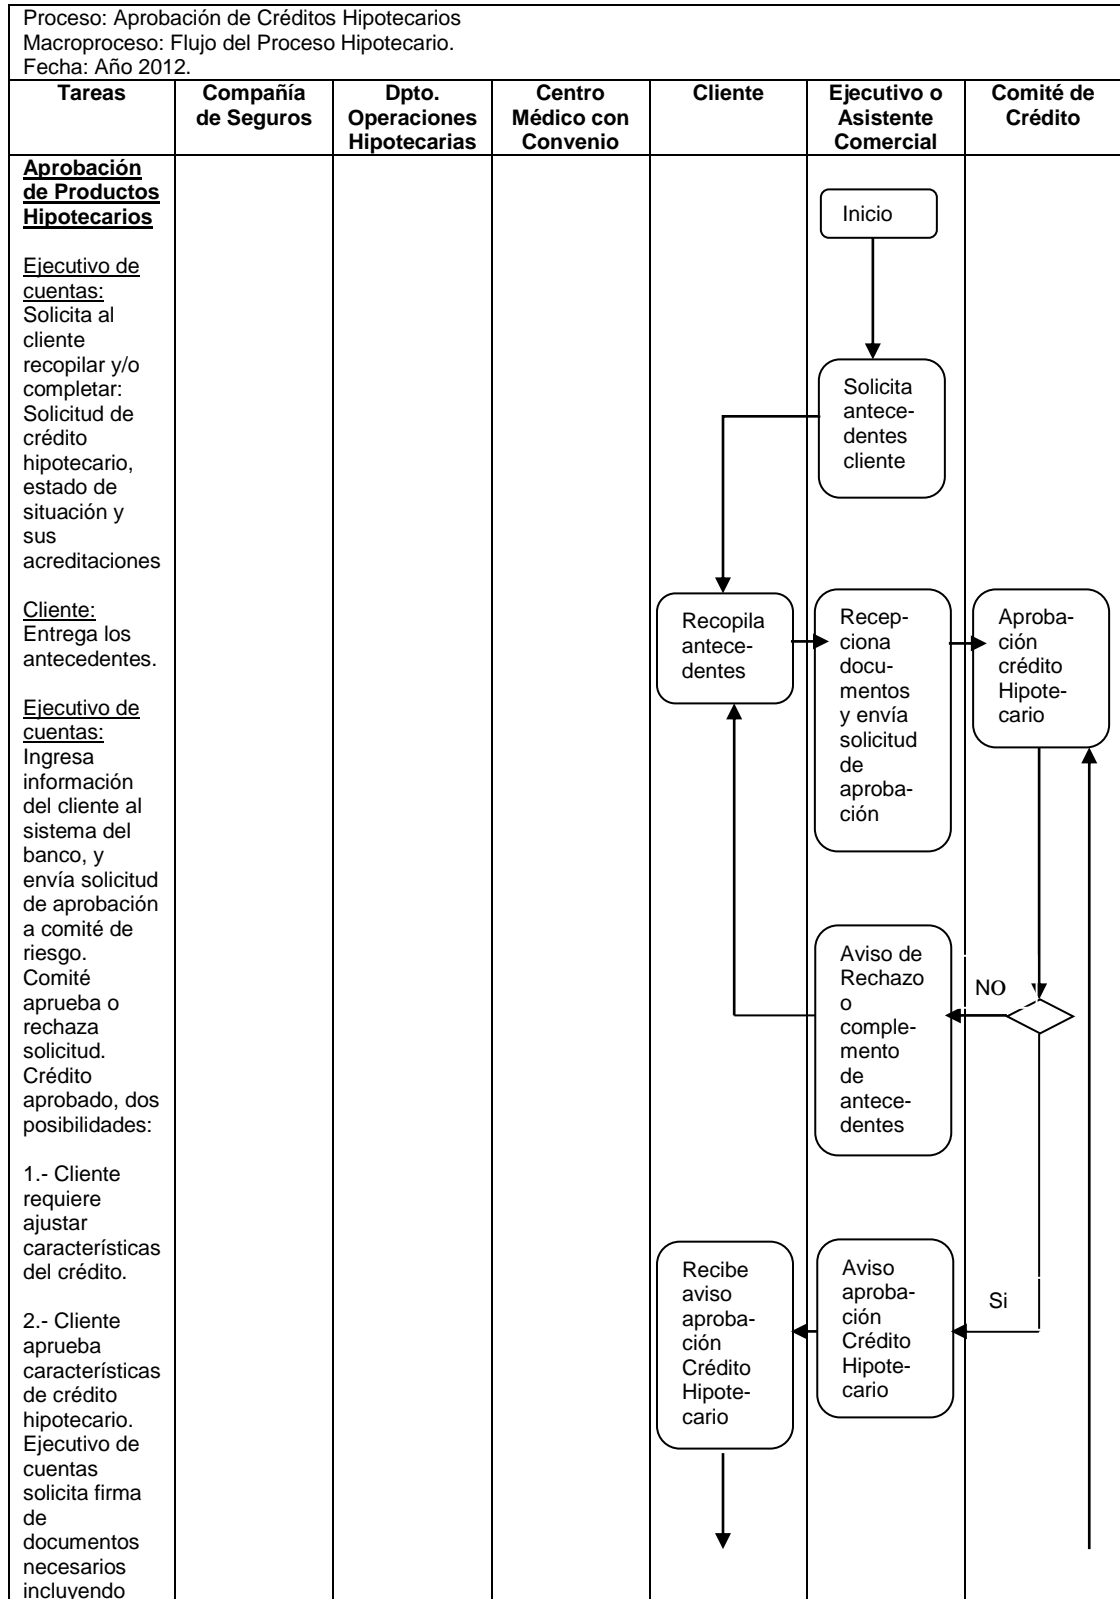 Proceso: Aprobación de Créditos Hipotecarios
Macroproceso: Flujo del Proceso Hipotecario.
Fecha: Año 2012.
Tareas
Compañía
de Seguros
Dpto.
Operaciones
Hipotecarias
Centro
Médico con
Convenio
Cliente
Ejecutivo o
Asistente
Comercial
Comité de
Crédito
Aprobación
de Productos
Hipotecarios
Ejecutivo de
cuentas:
Solicita al
cliente
recopilar y/o
completar:
Solicitud de
crédito
hipotecario,
estado de
situación y
sus
acreditaciones
Cliente:
Entrega los
antecedentes.
Ejecutivo de
cuentas:
Ingresa
información
del cliente al
sistema del
banco, y
envía solicitud
de aprobación
a comité de
riesgo.
Comité
aprueba o
rechaza
solicitud.
Crédito
aprobado, dos
posibilidades:
1.- Cliente
requiere
ajustar
características
del crédito.
2.- Cliente
aprueba
características
de crédito
hipotecario.
Ejecutivo de
cuentas
solicita firma
de
documentos
necesarios
incluyendo
Inicio
Solicita
antece-
dentes
cliente
Recopila
antece-
dentes
Recep-
ciona
docu-
mentos
y envía
solicitud
de
aproba-
ción
Aproba-
ción
crédito
Hipote-
cario
Aviso de
Rechazo
o
comple-
mento
de
antece-
dentes
NO
Recibe
aviso
aproba-
ción
Crédito
Hipote-
cario
Aviso
aproba-
ción
Crédito
Hipote-
cario
Si